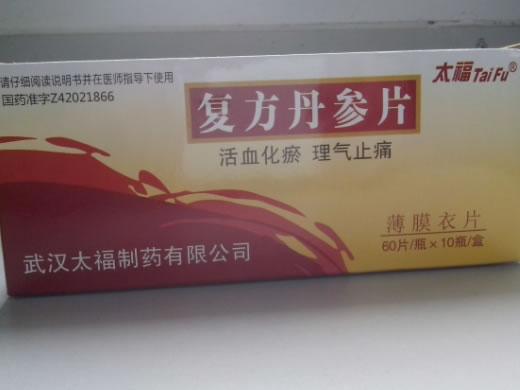 请仔细阅读说明书并在医师指导下使用
国药准字Z42021866
太福TaiFu®
复方丹参片
活血化瘀 理气止痛
薄膜衣片
60片/瓶×10瓶/盒
武汉太福制药有限公司